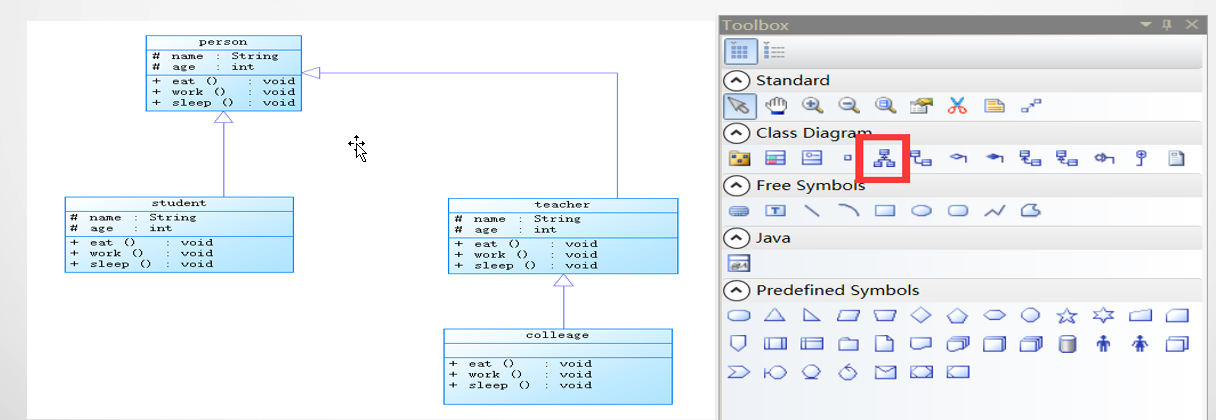 person
# name : String
# age : int
+ eat () : void
+ work () : void
+ sleep () : void
student
# name : String
# age : int
+ eat () : void
+ work () : void
+ sleep () : void
teacher
# name : String
# age : int
+ eat () : void
+ work () : void
+ sleep () : void
colleage
+ eat () : void
+ work () : void
+ sleep () : void
Toolbox
Standard
Class Diagram
Free Symbols
Java
Predefined Symbols